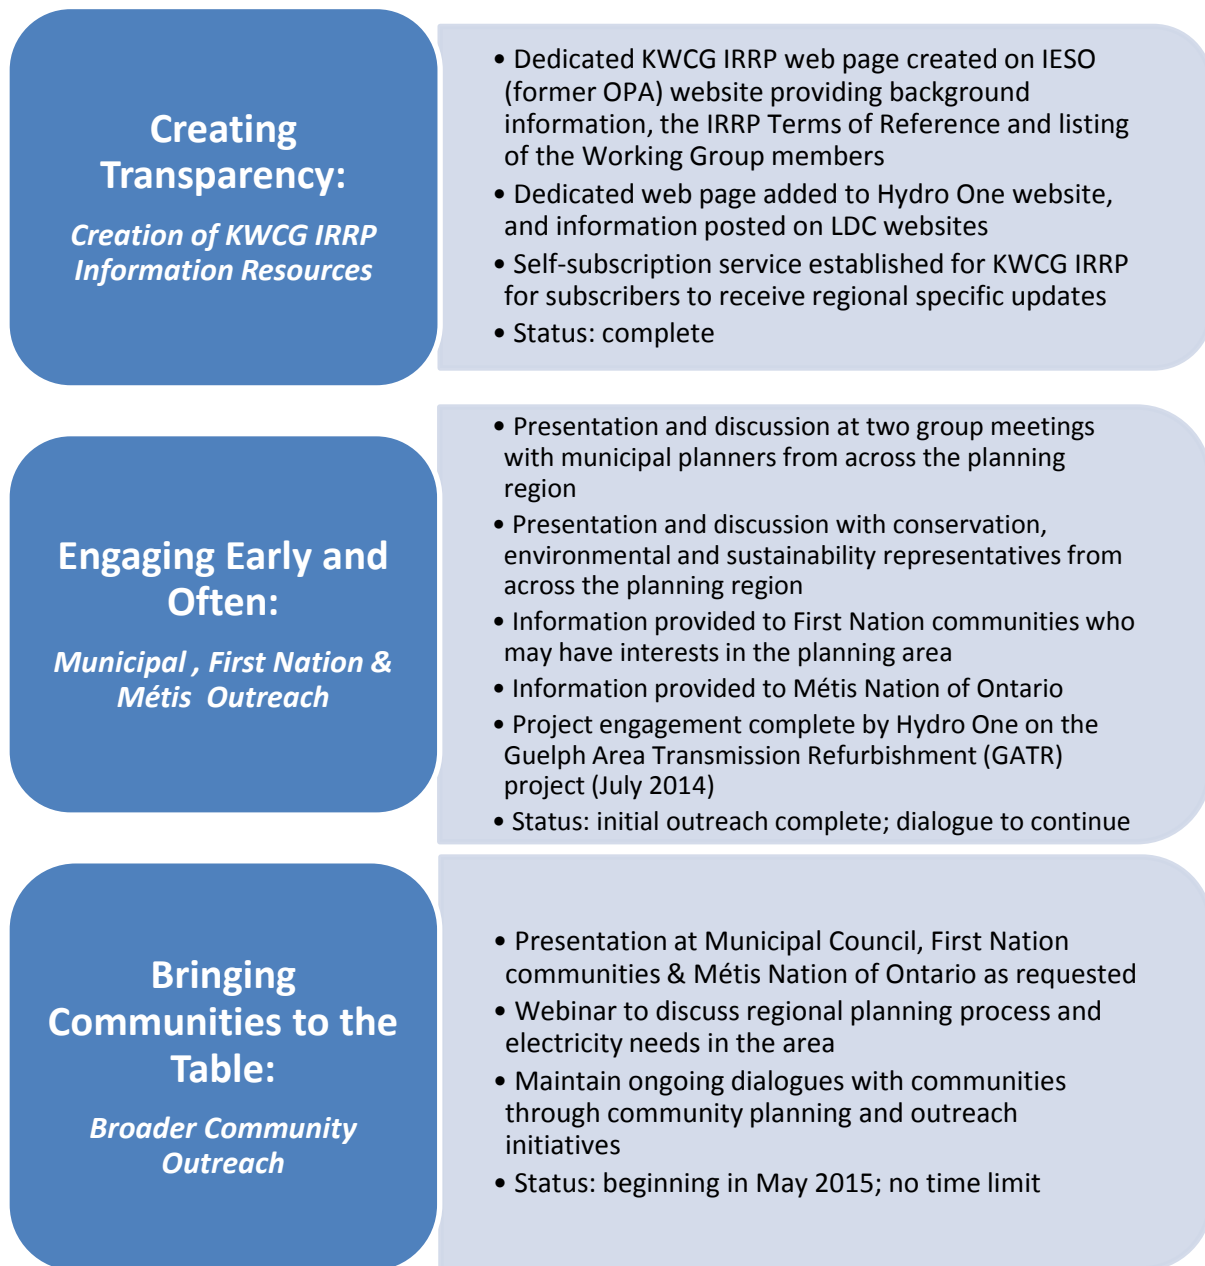 Creating
Transparency:
Creation of KWCG IRRP
Information Resources
• Dedicated KWCG IRRP web page created on IESO
(former OPA) website providing background
information, the IRRP Terms of Reference and listing
of the Working Group members
• Dedicated web page added to Hydro One website,
and information posted on LDC websites
• Self-subscription service established for KWCG IRRP
for subscribers to receive regional specific updates
• Status: complete
Engaging Early and
Often:
Municipal , First Nation &
Métis  Outreach
• Presentation and discussion at two group meetings
with municipal planners from across the planning
region
• Presentation and discussion with conservation,
environmental and sustainability representatives from
across the planning region
• Information provided to First Nation communities who
may have interests in the planning area
• Information provided to Métis Nation of Ontario
• Project engagement complete by Hydro One on the
Guelph Area Transmission Refurbishment (GATR)
project (July 2014)
• Status: initial outreach complete; dialogue to continue
Bringing
Communities to the
Table:
Broader Community
Outreach
• Presentation at Municipal Council, First Nation
communities & Métis Nation of Ontario as requested
• Webinar to discuss regional planning process and
electricity needs in the area
• Maintain ongoing dialogues with communities
through community planning and outreach
initiatives
• Status: beginning in May 2015; no time limit